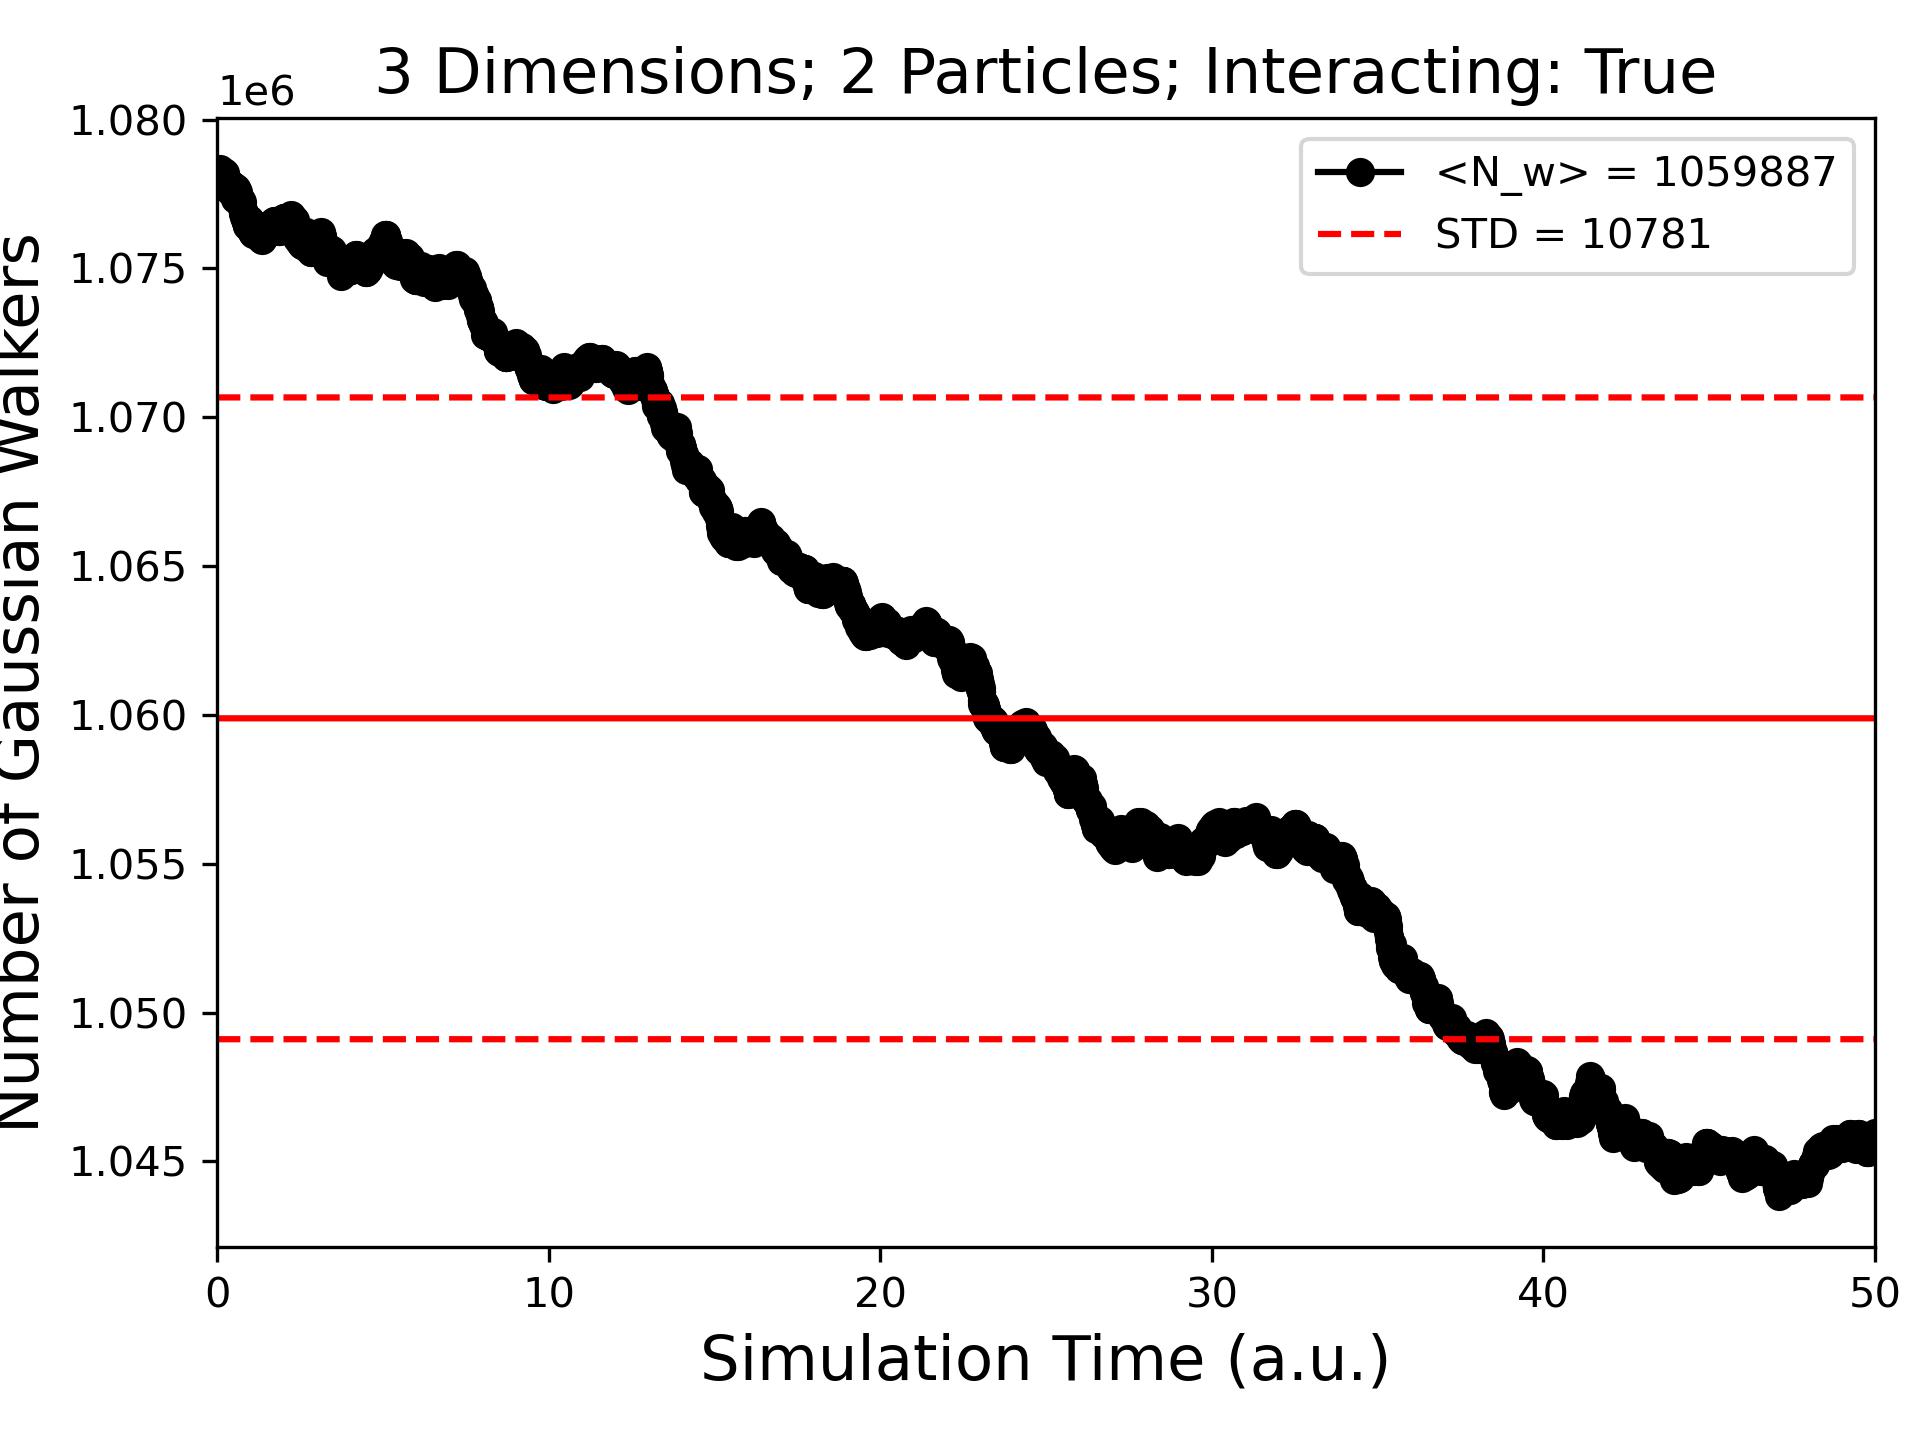 3 Dimensions; 2 Particles; Interacting: True
1e6
<N_w> = 1059887
STD = 10781
Number of Gaussian Walkers
1.080
1.075
1.070
1.065
1.060
1.055
1.050
1.045
0 10 20 30 40 50
Simulation Time (a.u.)